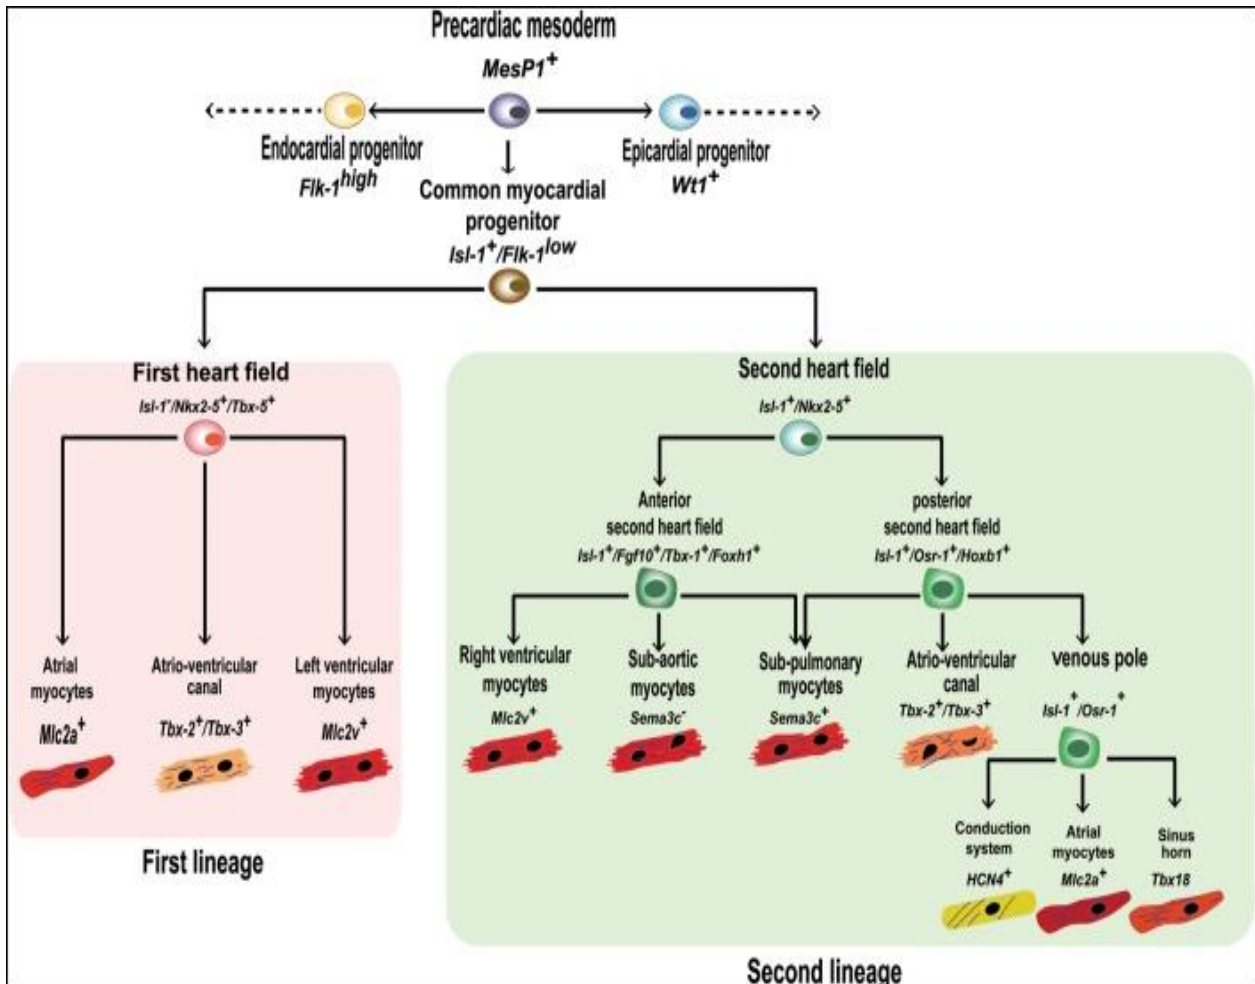 Precardiac mesoderm
MesP1⁺
Endocardial progenitor
Flk-1ʰⁱᵍʰ
Epicardial progenitor
Wt1⁺
Common myocardial
progenitor
Isl-1⁺/Flk-1ˡᵒʷ
First heart field
Isl-1⁻/Nkx2-5⁺/Tbx-5⁺
Atrial
myocytes
Mlc2a⁺
Atrio-ventricular
canal
Tbx-2⁺/Tbx-3⁺
Left ventricular
myocytes
Mlc2v⁺
First lineage
Second heart field
Isl-1⁺/Nkx2-5⁺
Anterior
second heart field
Isl-1⁺/Fgf10⁺/Tbx-1⁺/Foxh1⁺
posterior
second heart field
Isl-1⁺/Osr-1⁺/Hoxb1⁺
Right ventricular
myocytes
Mlc2v⁺
Sub-aortic
myocytes
Sema3c⁻
Sub-pulmonary
myocytes
Sema3c⁺
Atrio-ventricular
canal
Tbx-2⁺/Tbx-3⁺
venous pole
Isl-1⁺/Osr-1⁺
Conduction
system
HCN4⁺
Atrial
myocytes
Mlc2a⁺
Sinus
horn
Tbx18
Second lineage